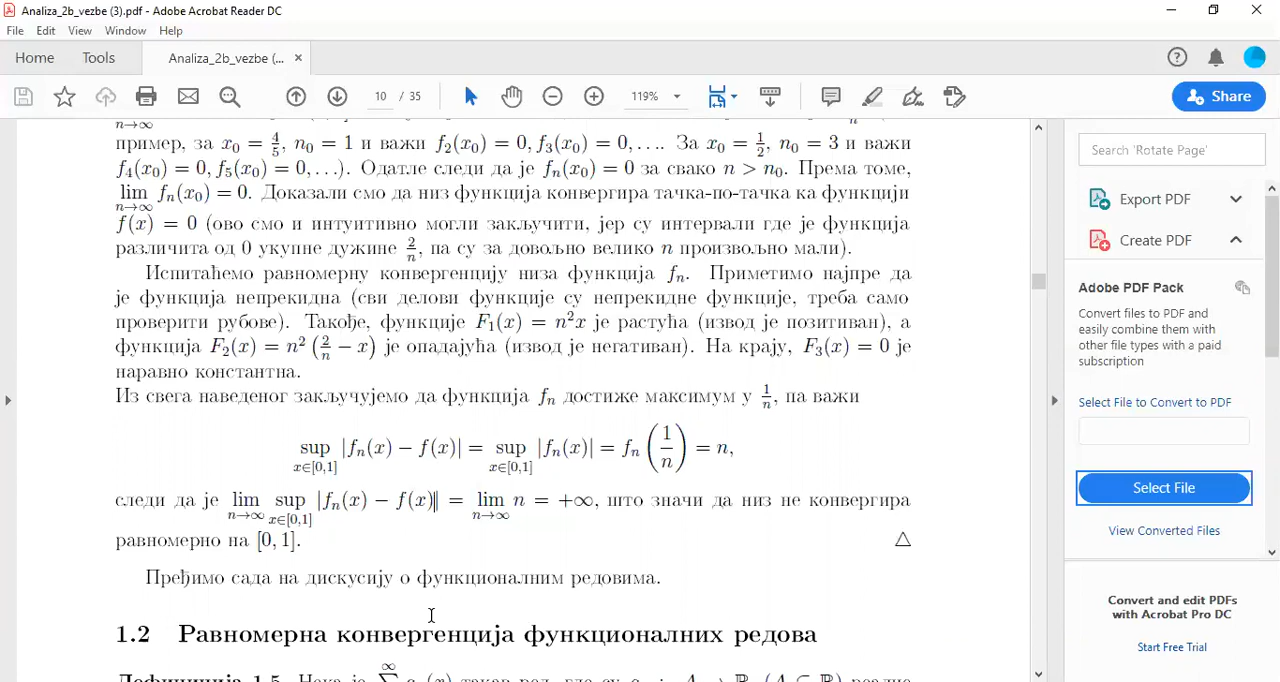 Analiza_2b_vezbe (3).pdf - Adobe Acrobat Reader DC
File Edit View Window Help
Home Tools Analiza_2b_vezbe (... ×
10 / 35 119% Share
n→∞
пример, за x₀ = 4/5, n₀ = 1 и важи f₂(x₀) = 0, f₃(x₀) = 0, .... За x₀ = 1/2, n₀ = 3 и важи
f₄(x₀) = 0, f₅(x₀) = 0, ...). Одатле следи да је fₙ(x₀) = 0 за свако n > n₀. Према томе,
lim fₙ(x₀) = 0. Доказали смо да низ функција конвергира тачка-по-тачка ка функцији
n→∞
f(x) = 0 (ово смо и интуитивно могли закључити, јер су интервали где је функција
различита од 0 укупне дужине 2/n, па су за довољно велико n произвољно мали).
Испитаћемо равномерну конвергенцију низа функција fₙ. Приметимо најпре да
је функција непрекидна (сви делови функције су непрекидне функције, треба само
проверити рубове). Такође, функције F₁(x) = n²x је растућа (извод је позитиван), а
функција F₂(x) = n² (2/n − x) је опадајућа (извод је негативан). На крају, F₃(x) = 0 је
наравно константна.
Из свега наведеног закључујемо да функција fₙ достиже максимум у 1/n, па важи
sup |fₙ(x) − f(x)| = sup |fₙ(x)| = fₙ (1/n) = n,
x∈[0,1] x∈[0,1]
следи да је lim sup |fₙ(x) − f(x)| = lim n = +∞, што значи да низ не конвергира
n→∞ x∈[0,1] n→∞
равномерно на [0, 1]. △
Пређимо сада на дискусију о функционалним редовима.
1.2 Равномерна конвергенција функционалних редова
∞
Дефиниција 1.5. Нека је
Search 'Rotate Page'
Export PDF
Create PDF
Adobe PDF Pack
Convert files to PDF and
easily combine them with
other file types with a paid
subscription
Select File to Convert to PDF
Select File
View Converted Files
Convert and edit PDFs
with Acrobat Pro DC
Start Free Trial